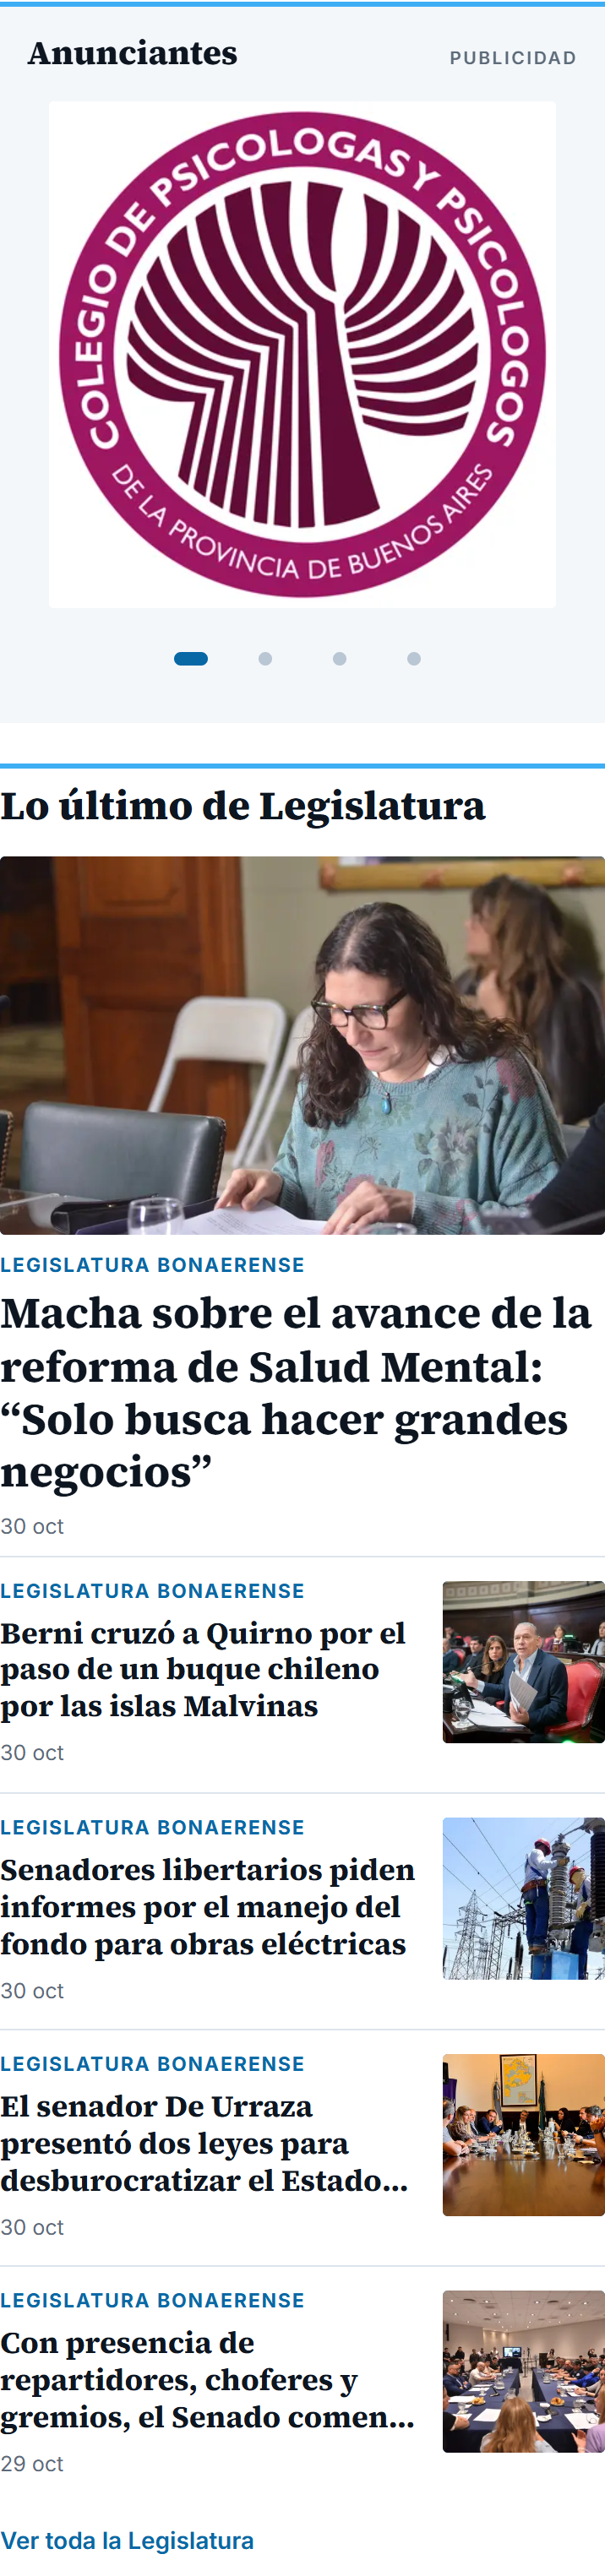 Anunciantes
PUBLICIDAD
COLEGIO DE PSICOLOGAS Y PSICOLOGOS
DE LA PROVINCIA DE BUENOS AIRES
Lo último de Legislatura
LEGISLATURA BONAERENSE
Macha sobre el avance de la
reforma de Salud Mental:
“Solo busca hacer grandes
negocios”
30 oct
LEGISLATURA BONAERENSE
Berni cruzó a Quirno por el
paso de un buque chileno
por las islas Malvinas
30 oct
LEGISLATURA BONAERENSE
Senadores libertarios piden
informes por el manejo del
fondo para obras eléctricas
30 oct
LEGISLATURA BONAERENSE
El senador De Urraza
presentó dos leyes para
desburocratizar el Estado...
30 oct
LEGISLATURA BONAERENSE
Con presencia de
repartidores, choferes y
gremios, el Senado comen...
29 oct
Ver toda la Legislatura